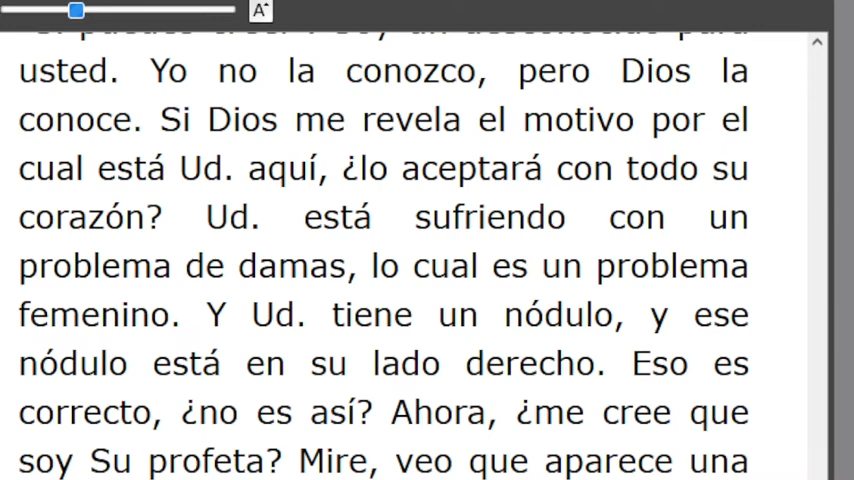 A
usted. Yo no la conozco, pero Dios la
conoce. Si Dios me revela el motivo por el
cual está Ud. aquí, ¿lo aceptará con todo su
corazón? Ud. está sufriendo con un
problema de damas, lo cual es un problema
femenino. Y Ud. tiene un nódulo, y ese
nódulo está en su lado derecho. Eso es
correcto, ¿no es así? Ahora, ¿me cree que
soy Su profeta? Mire, veo que aparece una